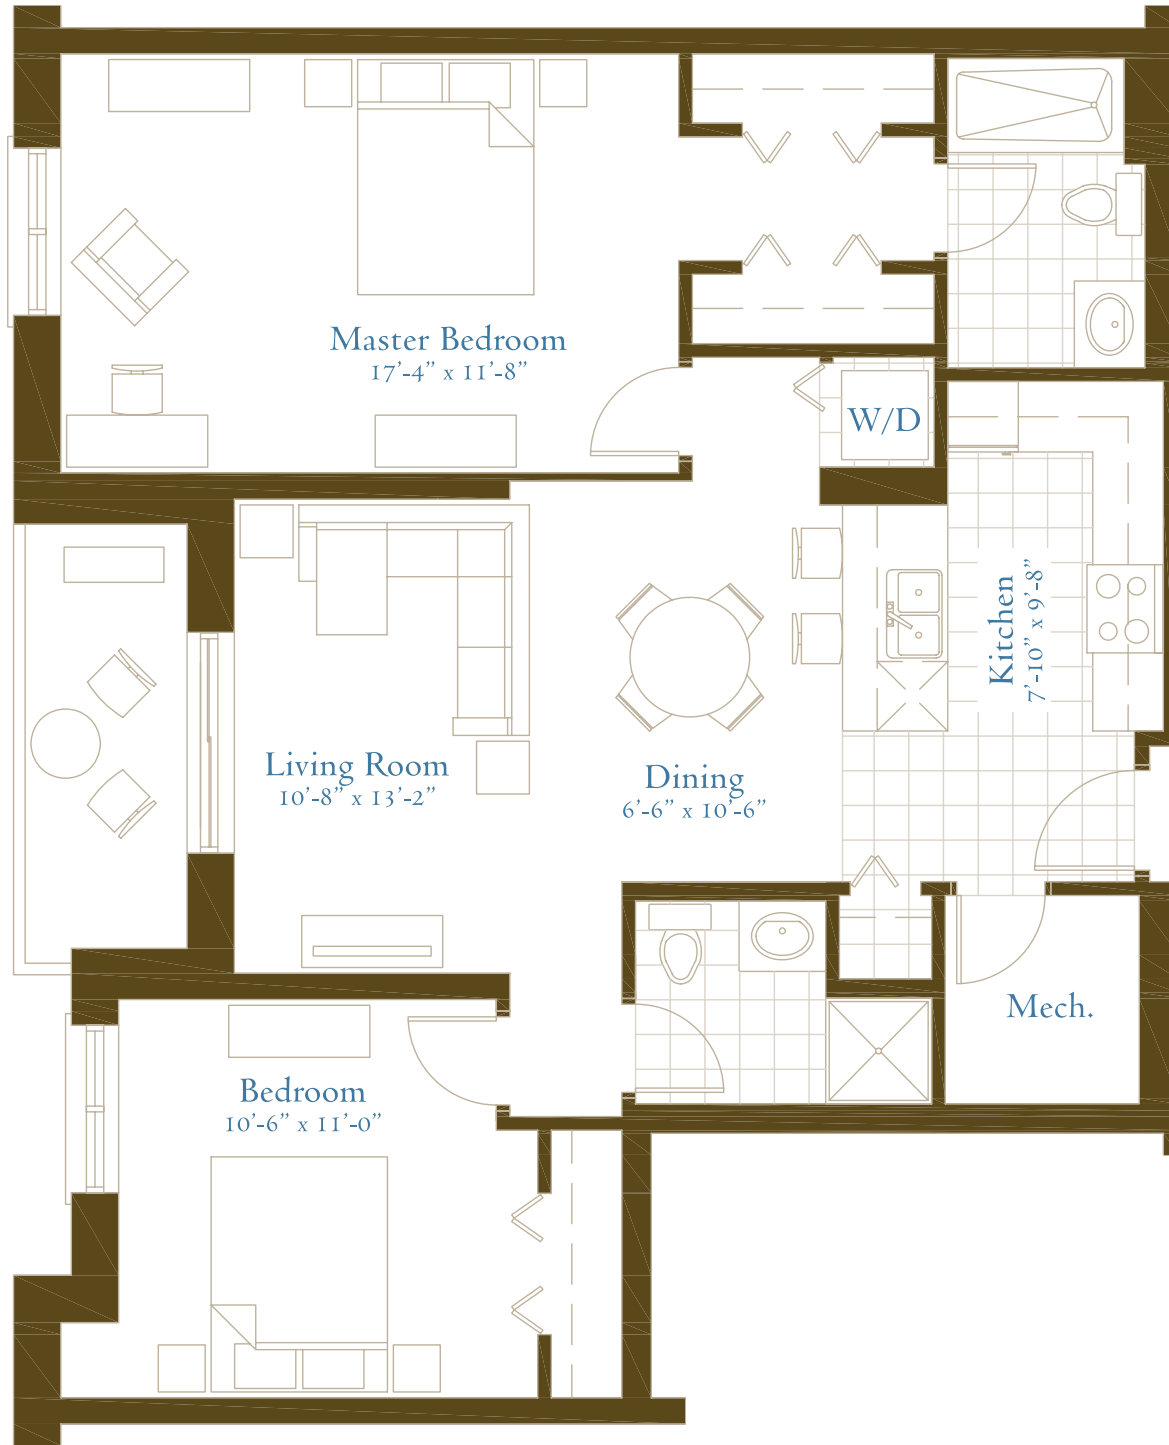 Master Bedroom
17’-4” x 11’-8”
W/D
Kitchen
7’-10” x 9’-8”
Living Room
10’-8” x 13’-2”
Dining
6’-6” x 10’-6”
Mech.
Bedroom
10’-6” x 11’-0”